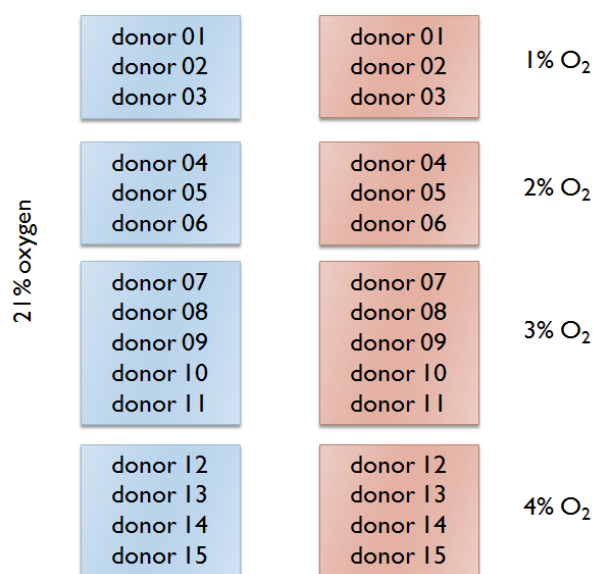 21% oxygen
donor 01
donor 02
donor 03
donor 01
donor 02
donor 03
1% O₂
donor 04
donor 05
donor 06
donor 04
donor 05
donor 06
2% O₂
donor 07
donor 08
donor 09
donor 10
donor 11
donor 07
donor 08
donor 09
donor 10
donor 11
3% O₂
donor 12
donor 13
donor 14
donor 15
donor 12
donor 13
donor 14
donor 15
4% O₂